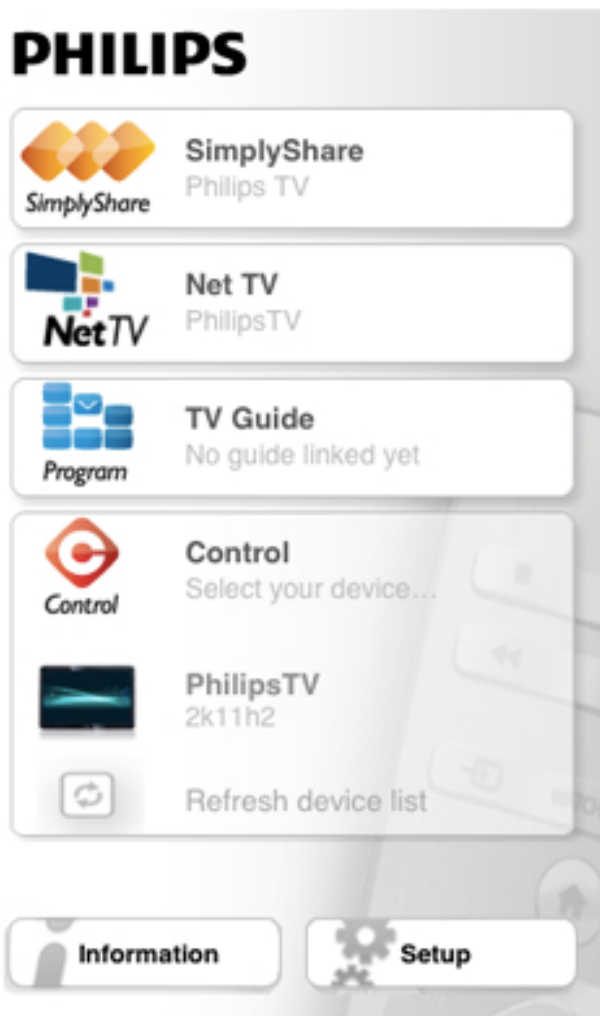 PHILIPS
SimplyShare
Philips TV
SimplyShare
Net TV
PhilipsTV
NetTV
TV Guide
No guide linked yet
Program
Control
Select your device...
Control
PhilipsTV
2k11h2
Refresh device list
Information
Setup